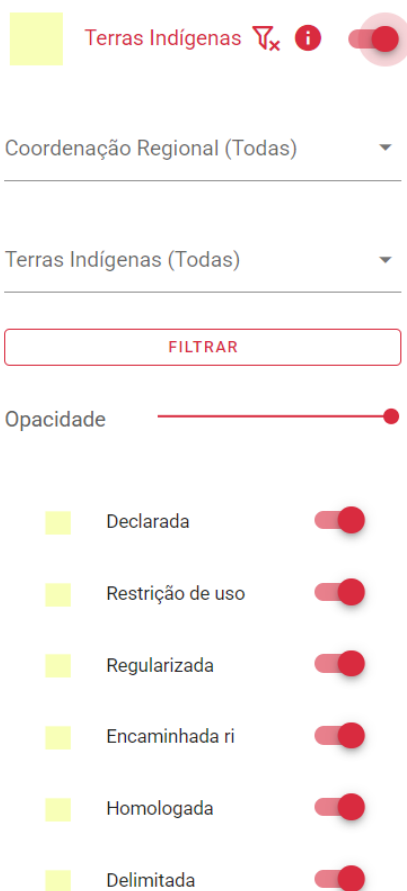 Terras Indígenas
Coordenação Regional (Todas)
Terras Indígenas (Todas)
FILTRAR
Opacidade
Declarada
Restrição de uso
Regularizada
Encaminhada ri
Homologada
Delimitada